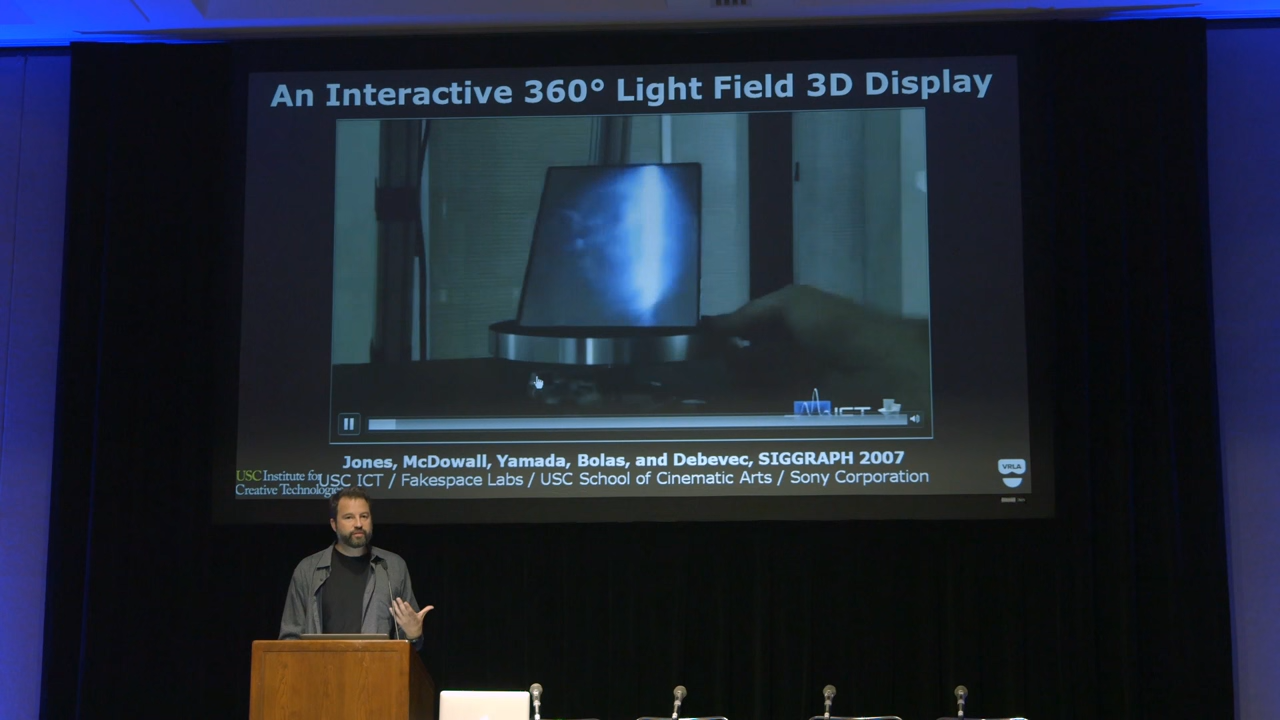 An Interactive 360° Light Field 3D Display
ICT
Jones, McDowall, Yamada, Bolas, and Debevec, SIGGRAPH 2007
USC Institute for
Creative Technologies
USC ICT / Fakespace Labs / USC School of Cinematic Arts / Sony Corporation
VRLA